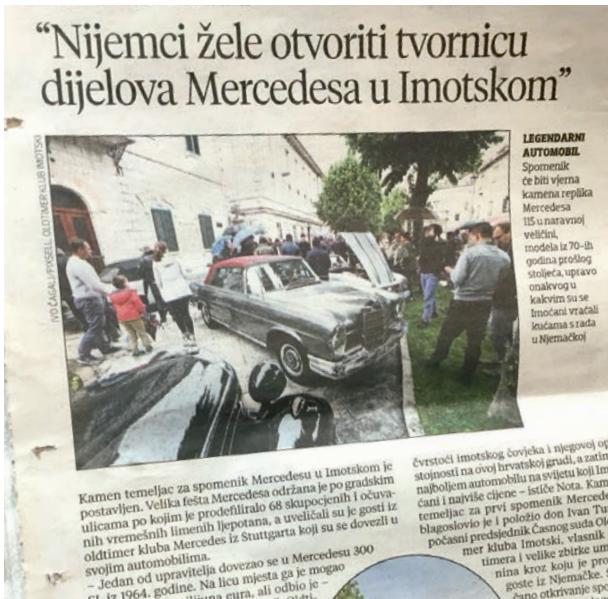 “Nijemci žele otvoriti tvornicu
dijelova Mercedesa u Imotskom”
IVO ČAGALJ/PIXSELL OLDTIMER KLUB IMOTSKI
LEGENDARNI
AUTOMOBIL
Spomenik
će biti vjerna
kamena replika
Mercedesa
115 u naravnoj
veličini,
modela iz 70-ih
godina prošlog
stoljeća, upravo
onakvog u
kakvim su se
Imoćani vraćali
kućama s rada
u Njemačkoj
Kamen temeljac za spomenik Mercedesu u Imotskom je
postavljen. Velika fešta Mercedesa održana je po gradskim
ulicama po kojim je prodefiliralo 68 skupocjenih i očuva-
nih vremešnih limenih ljepotana, a uveličali su je gosti iz
oldtimer kluba Mercedes iz Stuttgarta koji su se dovezli u
svojim automobilima.
– Jedan od upravitelja dovezao se u Mercedesu 300
SL iz 1964. godine. Na licu mjesta ga je mogao
eura, ali odbio je –
čvrstoći imotskog čovjeka i njegovoj
stojnosti na ovoj hrvatskoj grudi, a zatim
najboljem automobilu na svijetu koji
ćani i najviše cijene – ističe Nota.
temeljac za prvi spomenik
blagoslovio je i položio don Ivan
počasni predsjednik Časnog suda
mer kluba Imotski, vlasnik
timera i velike zbirke
nina kroz koju je
goste iz Njemačke.
čano otkrivanje